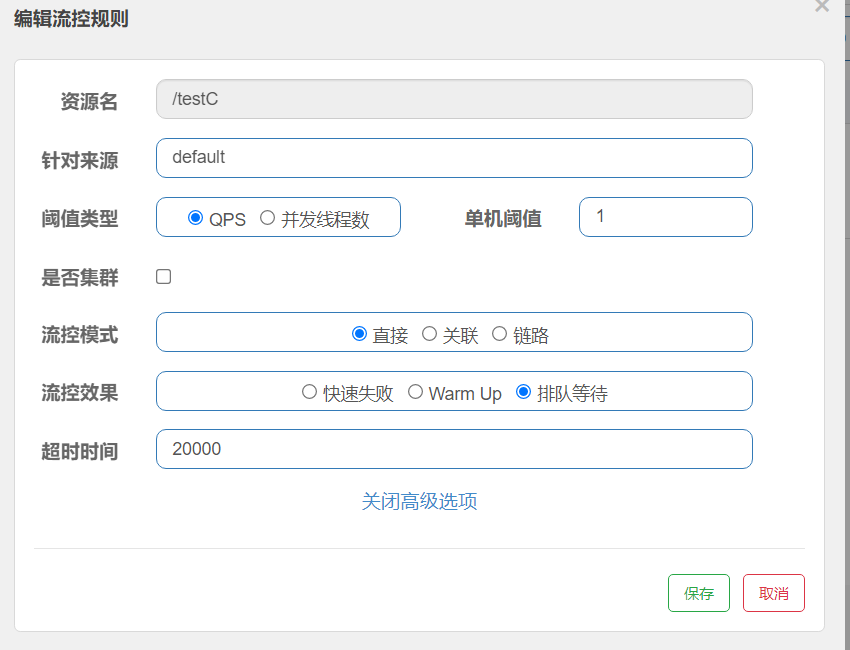 编辑流控规则
资源名 /testC
针对来源 default
阈值类型 QPS 并发线程数 单机阈值 1
是否集群
流控模式 直接 关联 链路
流控效果 快速失败 Warm Up 排队等待
超时时间 20000
关闭高级选项
保存 取消